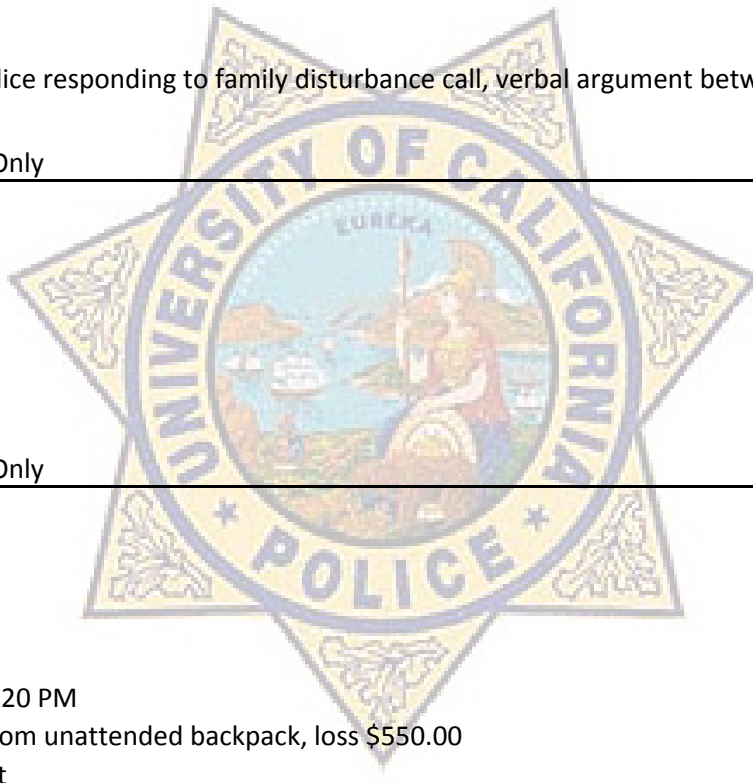 lice responding to family disturbance call, verbal argument betw
Only
UNIVERSITY OF CALIFORNIA
EUREKA
Only
POLICE
20 PM
om unattended backpack, loss $550.00
t